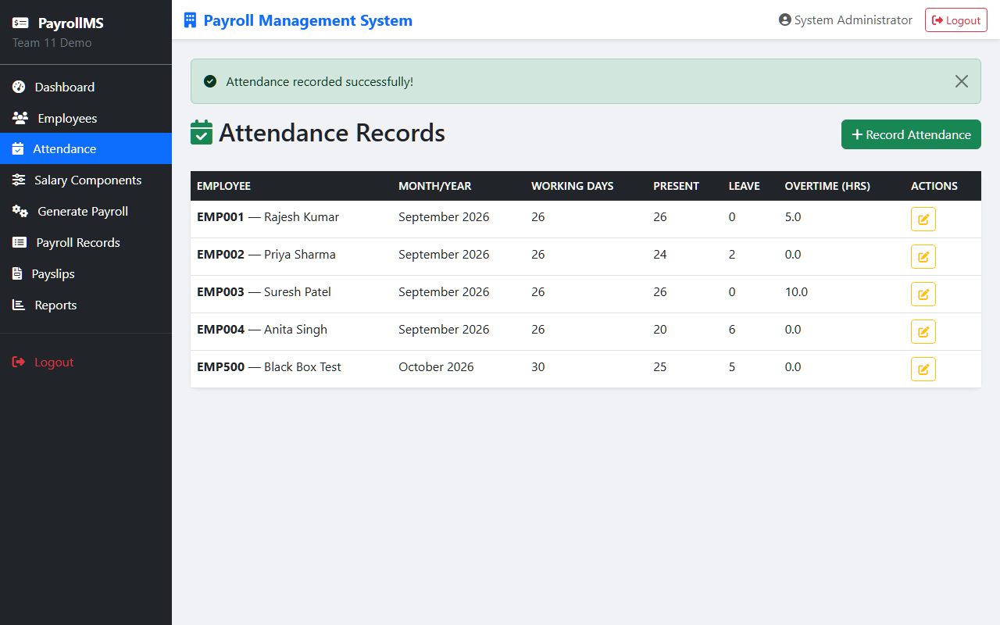 PayrollMS
Team 11 Demo
Dashboard
Employees
Attendance
Salary Components
Generate Payroll
Payroll Records
Payslips
Reports
Logout
Payroll Management System
System Administrator
Logout
Attendance recorded successfully!
Attendance Records
Record Attendance
EMPLOYEE MONTH/YEAR WORKING DAYS PRESENT LEAVE OVERTIME (HRS) ACTIONS
EMP001 — Rajesh Kumar September 2026 26 26 0 5.0
EMP002 — Priya Sharma September 2026 26 24 2 0.0
EMP003 — Suresh Patel September 2026 26 26 0 10.0
EMP004 — Anita Singh September 2026 26 20 6 0.0
EMP500 — Black Box Test October 2026 30 25 5 0.0